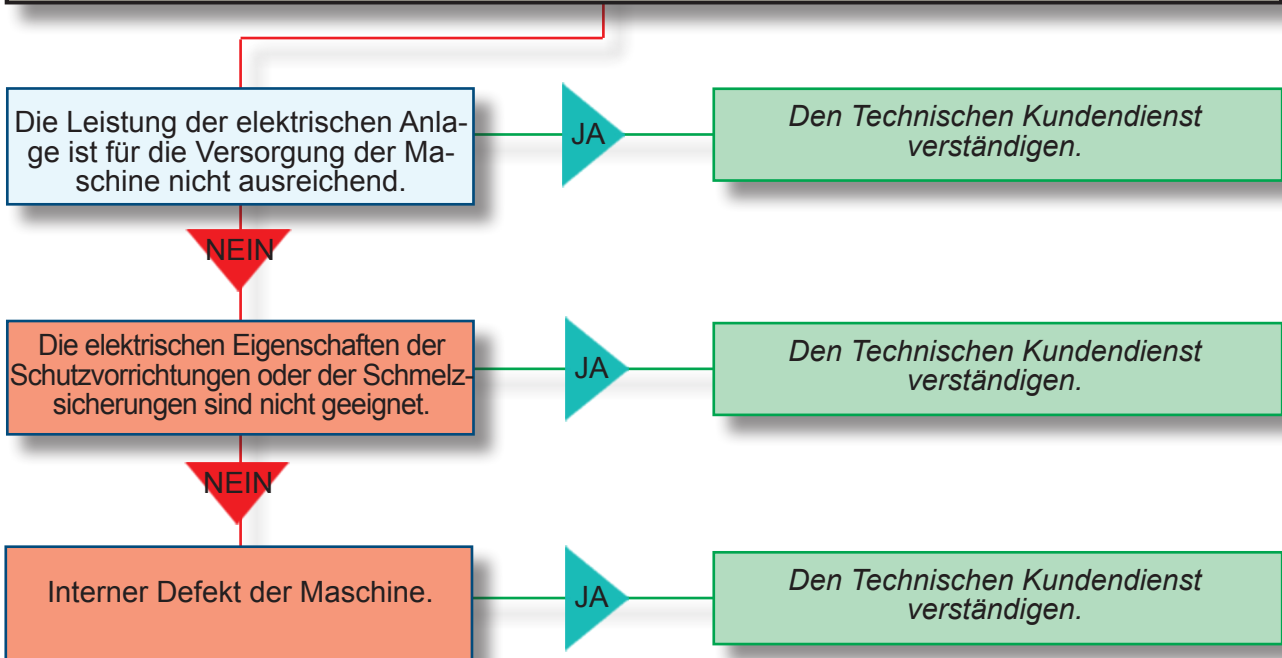 Die Leistung der elektrischen Anla-
ge ist für die Versorgung der Ma-
schine nicht ausreichend.
JA
Den Technischen Kundendienst
verständigen.
NEIN
Die elektrischen Eigenschaften der
Schutzvorrichtungen oder der Schmelz-
sicherungen sind nicht geeignet.
JA
Den Technischen Kundendienst
verständigen.
NEIN
Interner Defekt der Maschine.
JA
Den Technischen Kundendienst
verständigen.